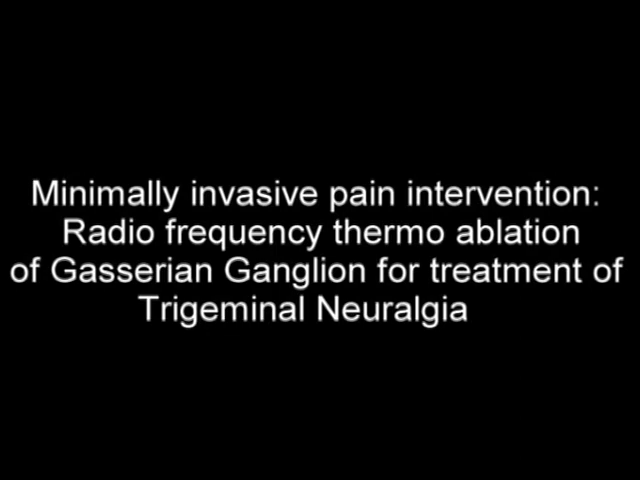 Minimally invasive pain intervention:
Radio frequency thermo ablation
of Gasserian Ganglion for treatment of
Trigeminal Neuralgia